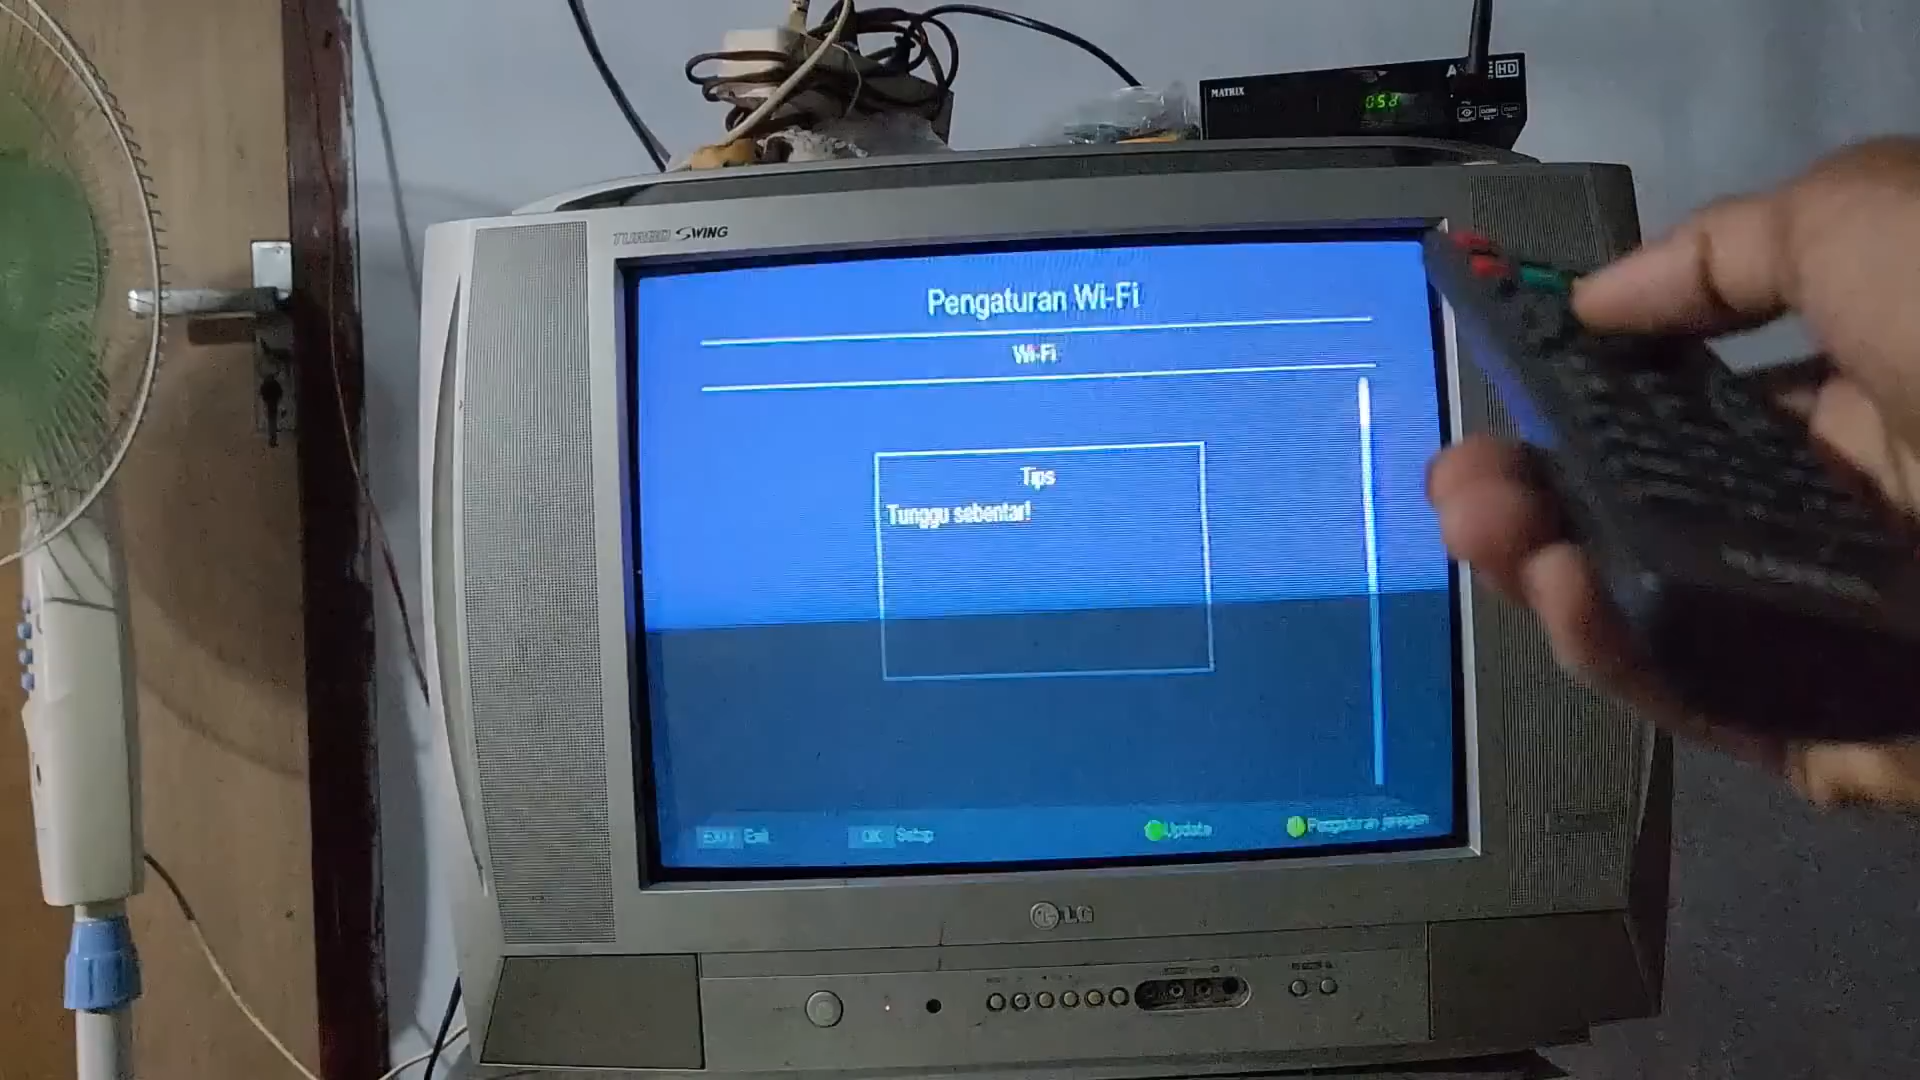 MATRIX
HD
TURBO SWING
Pengaturan Wi-Fi
Wi-Fi
Tips
Tunggu sebentar!
EXIT Exit
OK Setup
Update
Pengaturan jaringan
LG